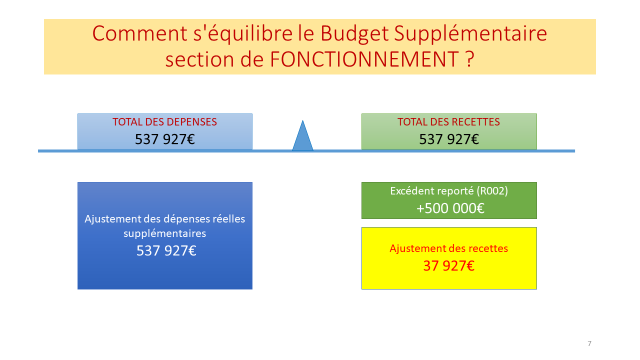 Comment s'équilibre le Budget Supplémentaire
section de FONCTIONNEMENT ?
TOTAL DES DEPENSES
537 927€
TOTAL DES RECETTES
537 927€
Ajustement des dépenses réelles
supplémentaires
537 927€
Excédent reporté (R002)
+500 000€
Ajustement des recettes
37 927€
7